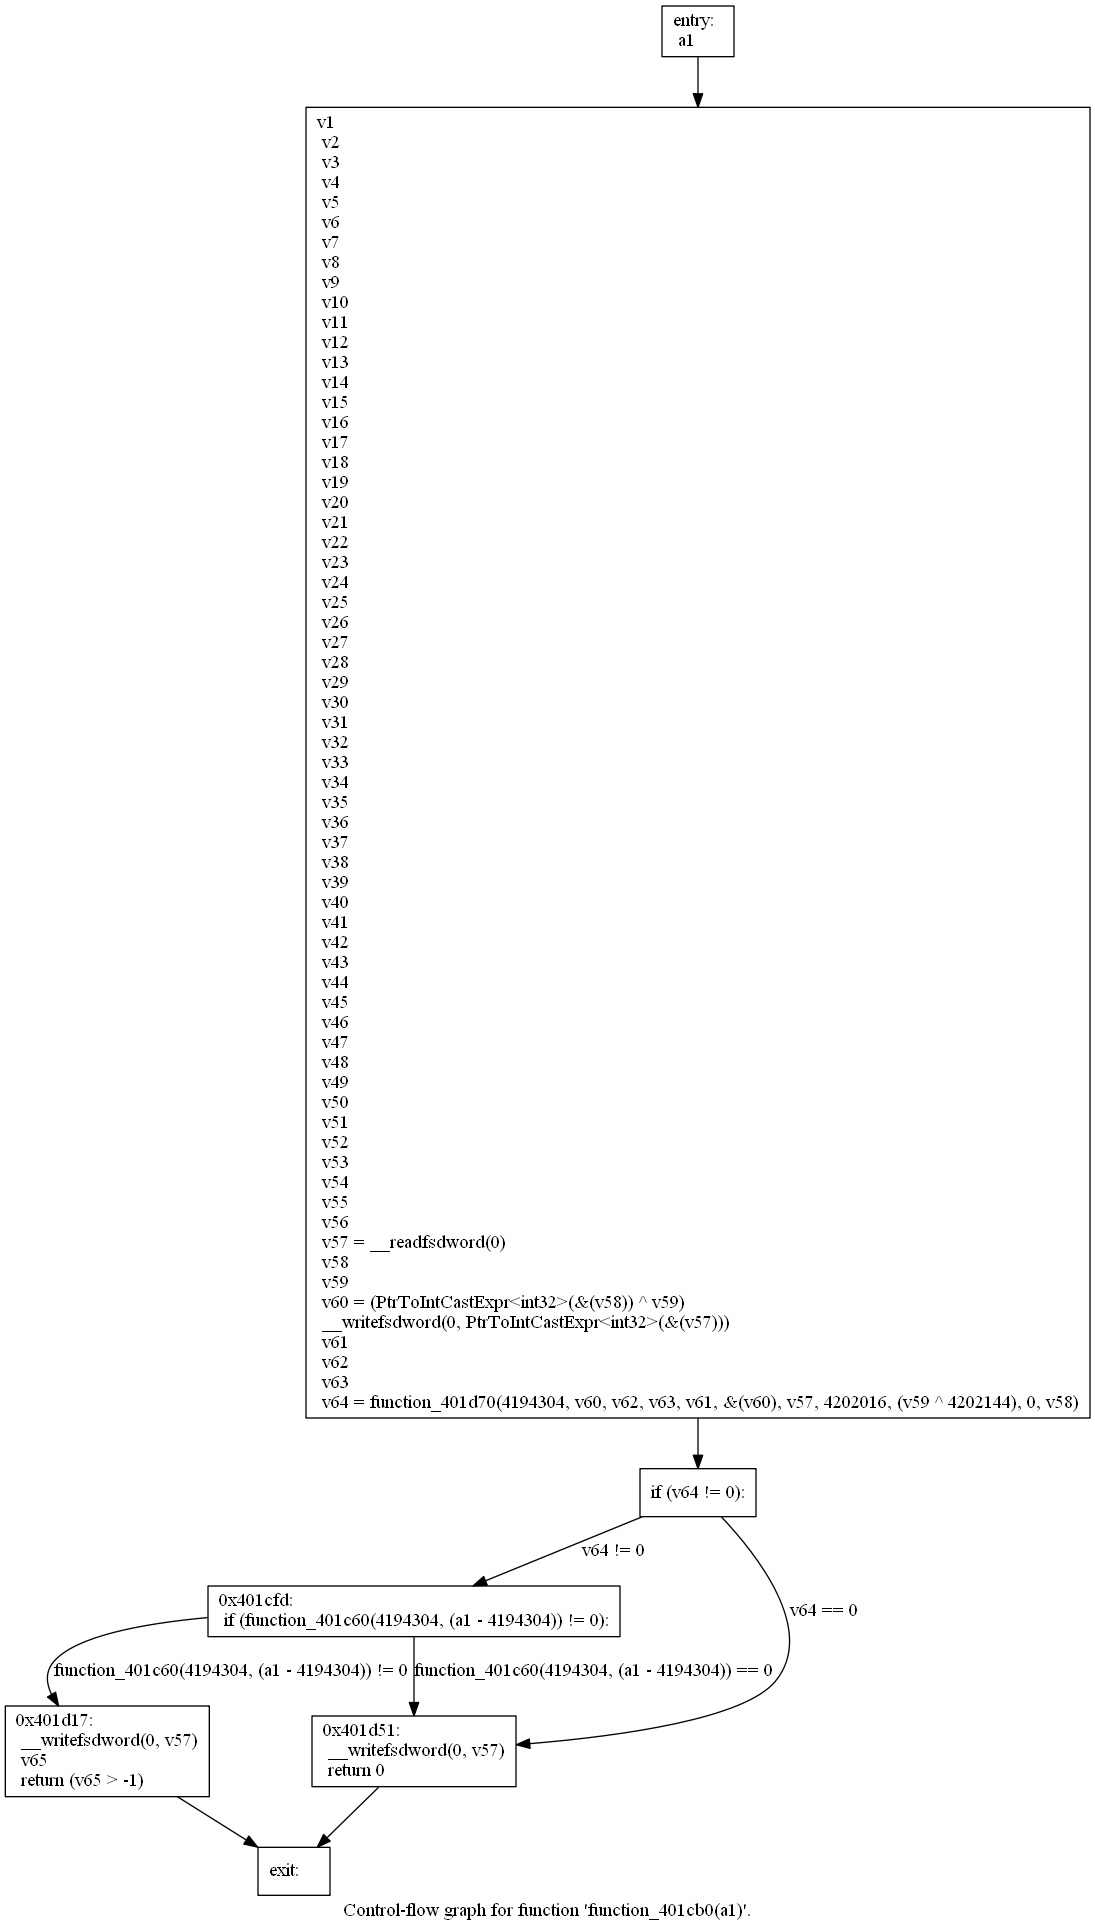 entry:
a1
v1
v2
v3
v4
v5
v6
v7
v8
v9
v10
v11
v12
v13
v14
v15
v16
v17
v18
v19
v20
v21
v22
v23
v24
v25
v26
v27
v28
v29
v30
v31
v32
v33
v34
v35
v36
v37
v38
v39
v40
v41
v42
v43
v44
v45
v46
v47
v48
v49
v50
v51
v52
v53
v54
v55
v56
v57 = __readfsdword(0)
v58
v59
v60 = (PtrToIntCastExpr<int32>(&(v58)) ^ v59)
__writefsdword(0, PtrToIntCastExpr<int32>(&(v57)))
v61
v62
v63
v64 = function_401d70(4194304, v60, v62, v63, v61, &(v60), v57, 4202016, (v59 ^ 4202144), 0, v58)
if (v64 != 0):
v64 != 0
v64 == 0
0x401cfd:
if (function_401c60(4194304, (a1 - 4194304)) != 0):
function_401c60(4194304, (a1 - 4194304)) != 0
function_401c60(4194304, (a1 - 4194304)) == 0
0x401d17:
__writefsdword(0, v57)
v65
return (v65 > -1)
0x401d51:
__writefsdword(0, v57)
return 0
exit:
Control-flow graph for function 'function_401cb0(a1)'.